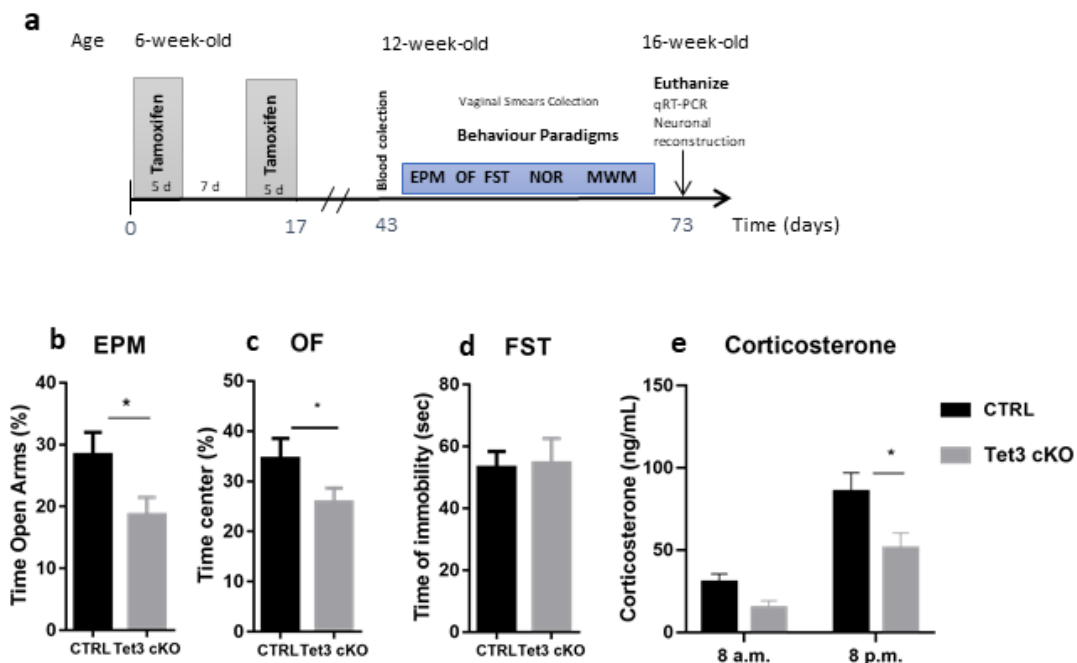 a
Age 6-week-old 12-week-old 16-week-old
Tamoxifen
5 d
7 d
Tamoxifen
5 d
Blood colection
Vaginal Smears Colection
Behaviour Paradigms
EPM OF FST NOR MWM
Euthanize
qRT-PCR
Neuronal
reconstruction
0 17 43 73 Time (days)
b EPM
Time Open Arms (%)
40
30
20
10
0
*
CTRL Tet3 cKO
c OF
Time center (%)
50
40
30
20
10
0
*
CTRL Tet3 cKO
d FST
Time of immobility (sec)
80
60
40
20
0
CTRL Tet3 cKO
e Corticosterone
Corticosterone (ng/mL)
150
100
50
0
*
8 a.m. 8 p.m.
CTRL
Tet3 cKO